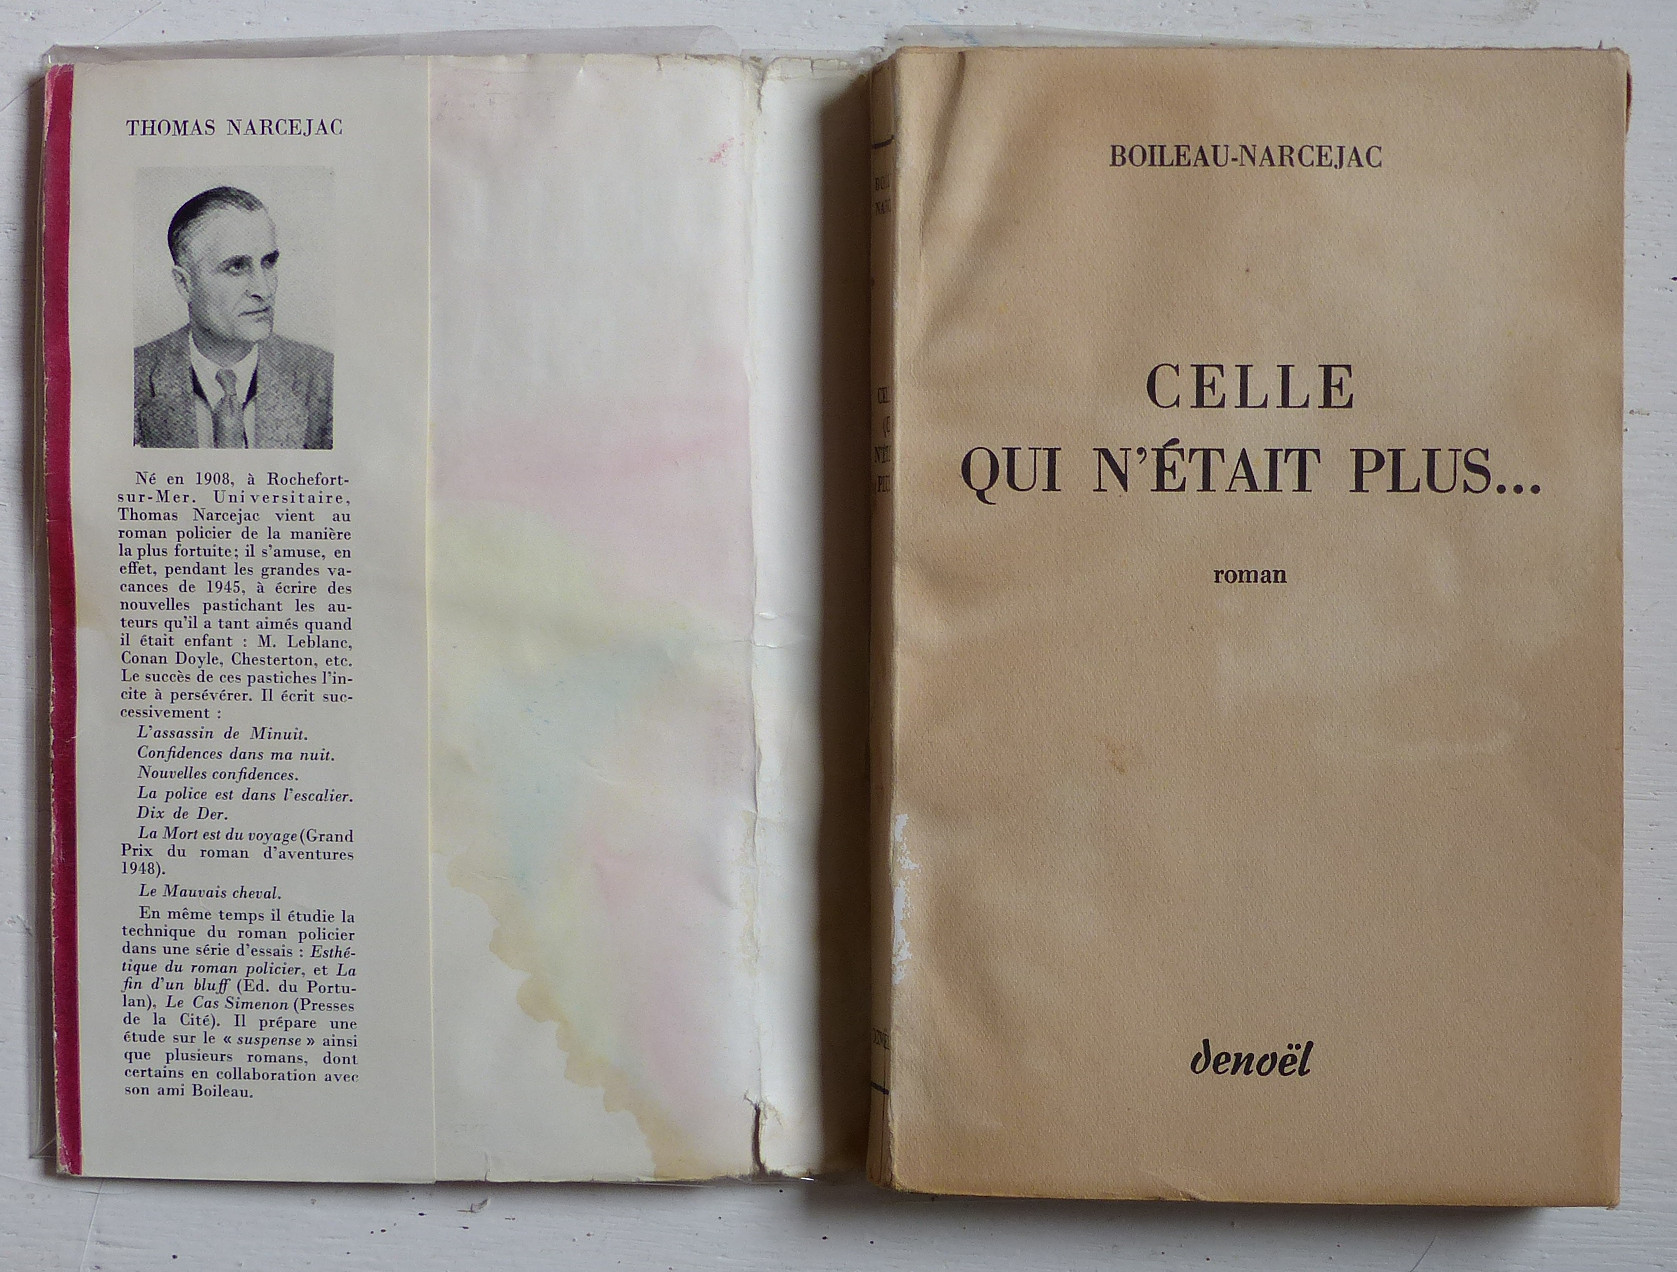 THOMAS NARCEJAC
Né en 1908, à Rochefort-
sur-Mer. Universitaire,
Thomas Narcejac vient au
roman policier de la manière
la plus fortuite; il s'amuse, en
effet, pendant les grandes va-
cances de 1945, à écrire des
nouvelles pastichant les au-
teurs qu'il a tant aimés quand
il était enfant : M. Leblanc,
Conan Doyle, Chesterton, etc.
Le succès de ces pastiches l'in-
cite à persévérer. Il écrit suc-
cessivement :
L'assassin de Minuit.
Confidences dans ma nuit.
Nouvelles confidences.
La police est dans l'escalier.
Dix de Der.
La Mort est du voyage (Grand
Prix du roman d'aventures
1948).
Le Mauvais cheval.
En même temps il étudie la
technique du roman policier
dans une série d'essais : Esthé-
tique du roman policier, et La
fin d'un bluff (Ed. du Portu-
lan), Le Cas Simenon (Presses
de la Cité). Il prépare une
étude sur le « suspense » ainsi
que plusieurs romans, dont
certains en collaboration avec
son ami Boileau.
BOILEAU-NARCEJAC
CELLE
QUI N'ÉTAIT PLUS...
roman
denoël